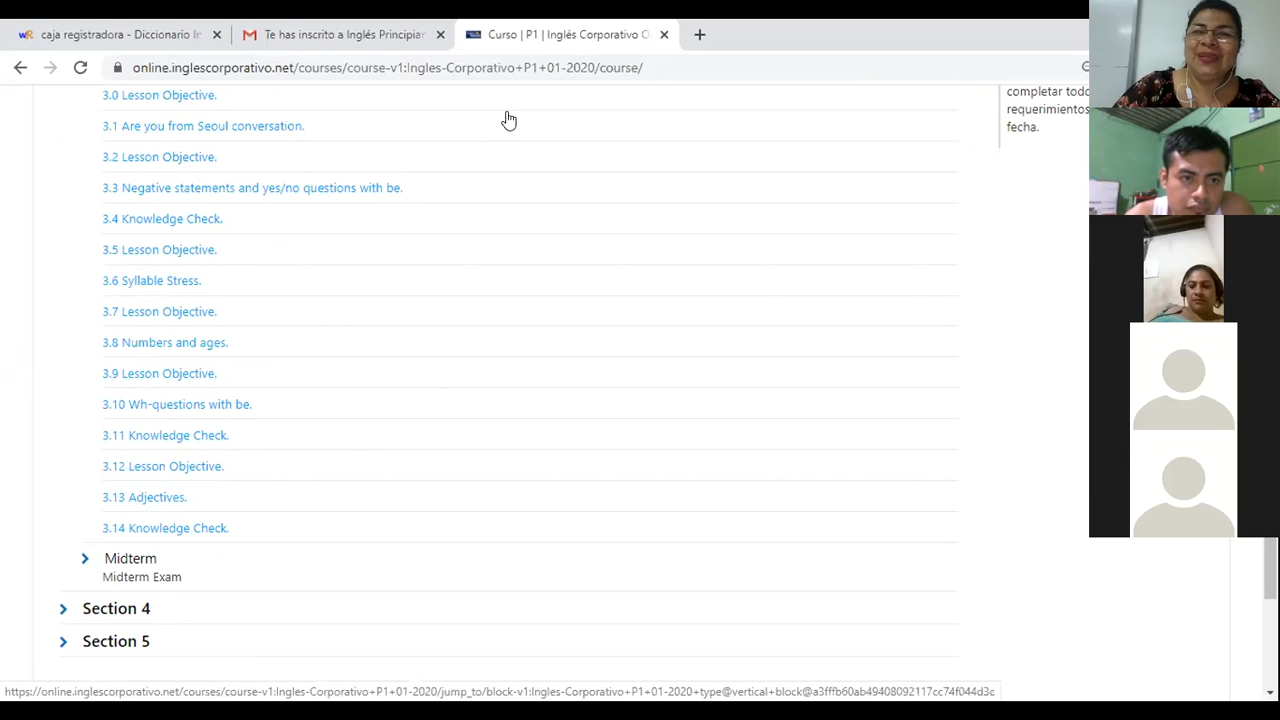 caja registradora - Diccionario In
Te has inscrito a Inglés Principian
Curso | P1 | Inglés Corporativo O
online.inglescorporativo.net/courses/course-v1:Ingles-Corporativo+P1+01-2020/course/
3.0 Lesson Objective.
3.1 Are you from Seoul conversation.
3.2 Lesson Objective.
3.3 Negative statements and yes/no questions with be.
3.4 Knowledge Check.
3.5 Lesson Objective.
3.6 Syllable Stress.
3.7 Lesson Objective.
3.8 Numbers and ages.
3.9 Lesson Objective.
3.10 Wh-questions with be.
3.11 Knowledge Check.
3.12 Lesson Objective.
3.13 Adjectives.
3.14 Knowledge Check.
Midterm
Midterm Exam
Section 4
Section 5
completar todo
requerimientos
fecha.
https://online.inglescorporativo.net/courses/course-v1:Ingles-Corporativo+P1+01-2020/jump_to/block-v1:Ingles-Corporativo+P1+01-2020+type@vertical+block@a3fffb60ab49408092117cc74f044d3c